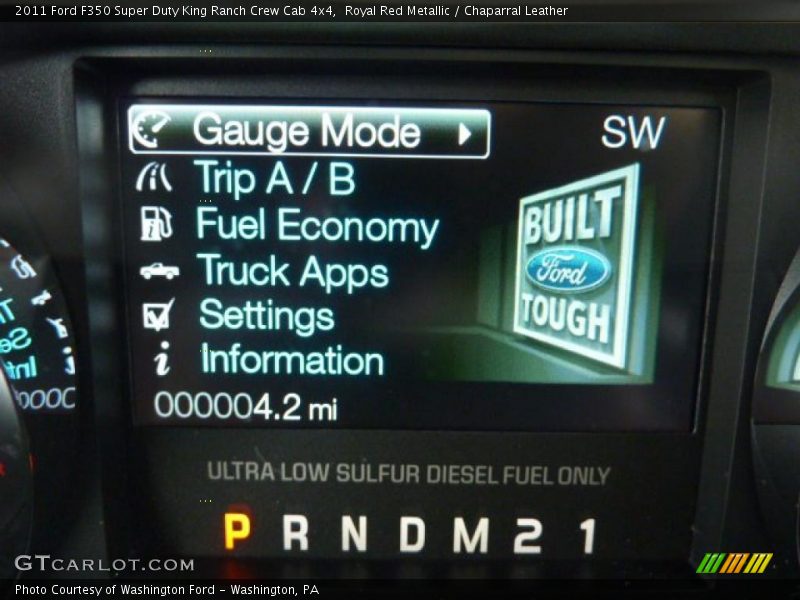 2011 Ford F350 Super Duty King Ranch Crew Cab 4x4,  Royal Red Metallic / Chaparral Leather
Gauge Mode
SW
Trip A / B
Fuel Economy
Truck Apps
Settings
Information
BUILT
Ford
TOUGH
000004.2 mi
ULTRA LOW SULFUR DIESEL FUEL ONLY
P R N D M 2 1
GTCARLOT.COM
Photo Courtesy of Washington Ford - Washington, PA